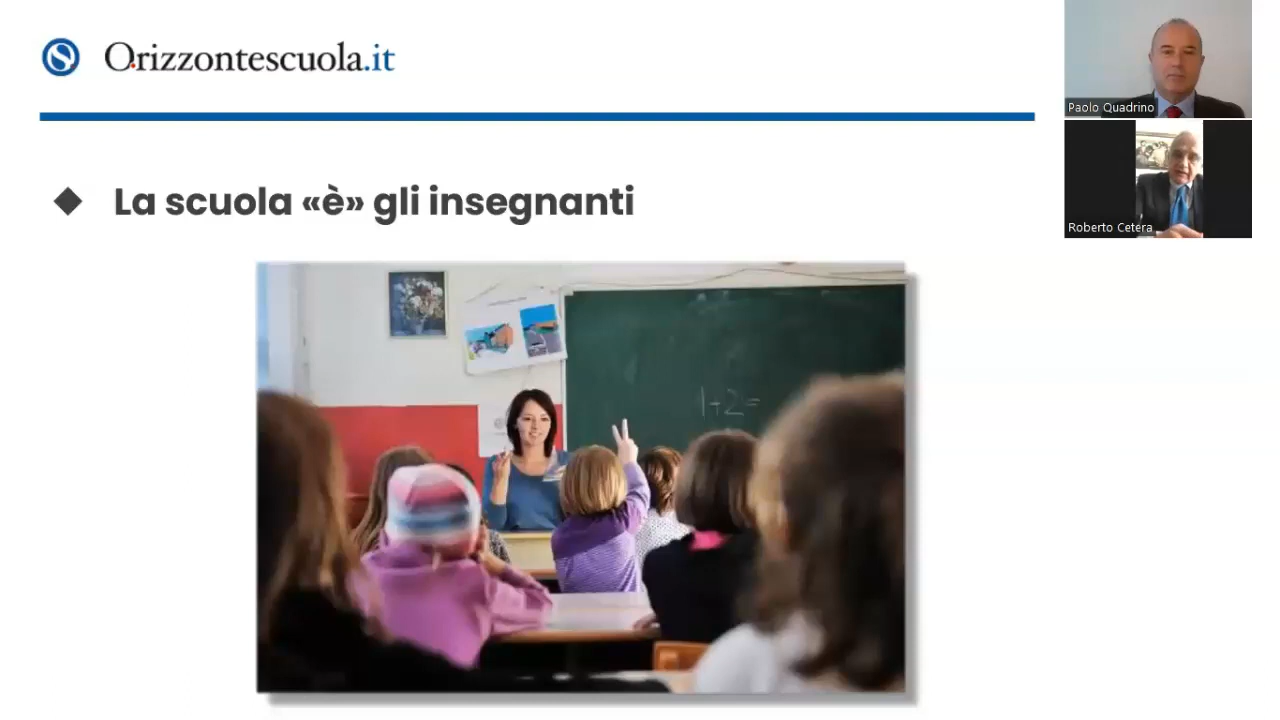 Orizzontescuola.it
Paolo Quadrino
La scuola «è» gli insegnanti
Roberto Cetera
1+2=